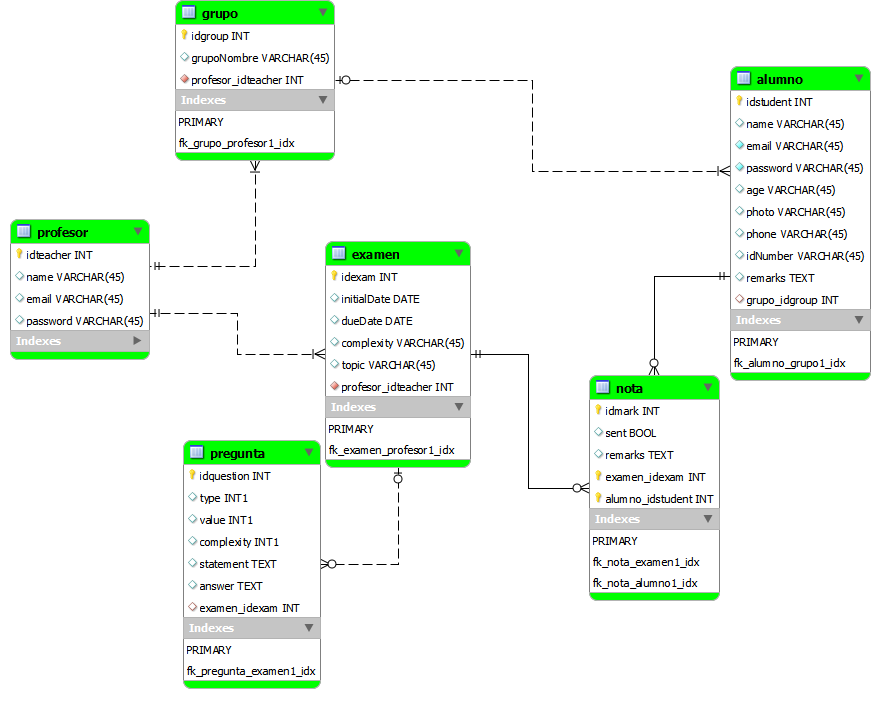 grupo
idgroup INT
grupoNombre VARCHAR(45)
profesor_idteacher INT
Indexes
PRIMARY
fk_grupo_profesor1_idx
alumno
idstudent INT
name VARCHAR(45)
email VARCHAR(45)
password VARCHAR(45)
age VARCHAR(45)
photo VARCHAR(45)
phone VARCHAR(45)
idNumber VARCHAR(45)
remarks TEXT
grupo_idgroup INT
Indexes
PRIMARY
fk_alumno_grupo1_idx
profesor
idteacher INT
name VARCHAR(45)
email VARCHAR(45)
password VARCHAR(45)
Indexes
examen
idexam INT
initialDate DATE
dueDate DATE
complexity VARCHAR(45)
topic VARCHAR(45)
profesor_idteacher INT
Indexes
PRIMARY
fk_examen_profesor1_idx
nota
idmark INT
sent BOOL
remarks TEXT
examen_idexam INT
alumno_idstudent INT
Indexes
PRIMARY
fk_nota_examen1_idx
fk_nota_alumno1_idx
pregunta
idquestion INT
type INT1
value INT1
complexity INT1
statement TEXT
answer TEXT
examen_idexam INT
Indexes
PRIMARY
fk_pregunta_examen1_idx